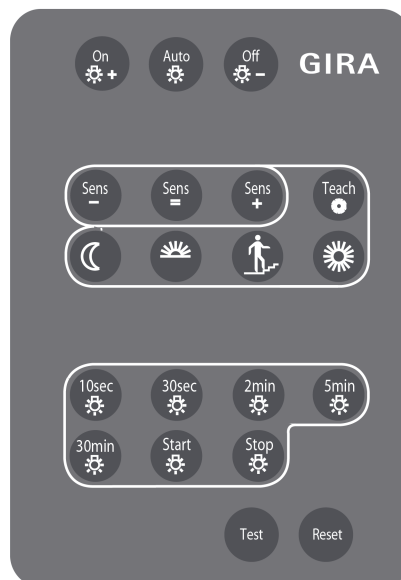 On Auto Off GIRA
+ -
Sens Sens Sens Teach
- = +
10sec 30sec 2min 5min
30min Start Stop
Test Reset